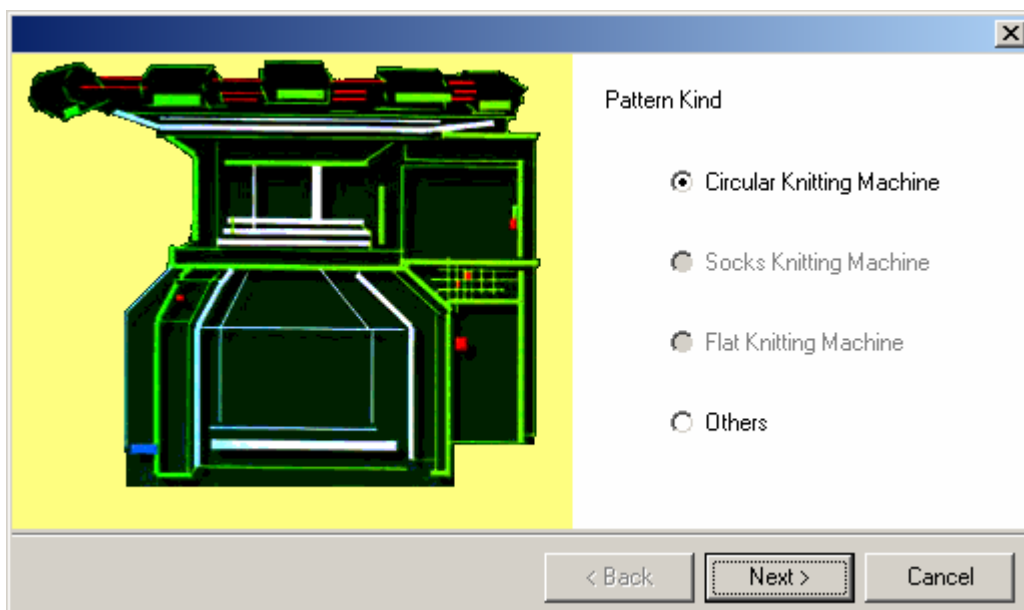 Pattern Kind
Circular Knitting Machine
Socks Knitting Machine
Flat Knitting Machine
Others
< Back
Next >
Cancel